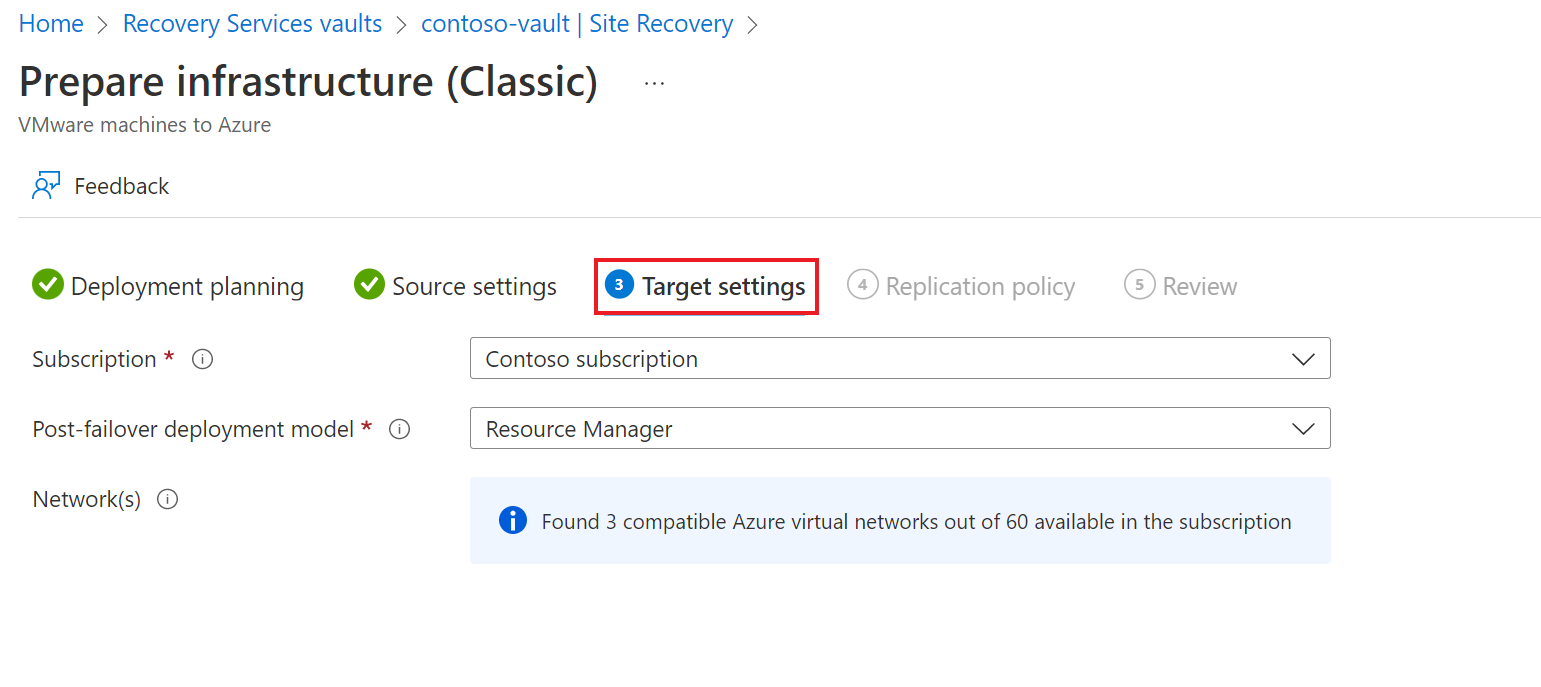 Home > Recovery Services vaults > contoso-vault | Site Recovery >
Prepare infrastructure (Classic) ...
VMware machines to Azure
Feedback
Deployment planning Source settings 3 Target settings 4 Replication policy 5 Review
Subscription * i Contoso subscription
Post-failover deployment model * i Resource Manager
Network(s) i
i Found 3 compatible Azure virtual networks out of 60 available in the subscription